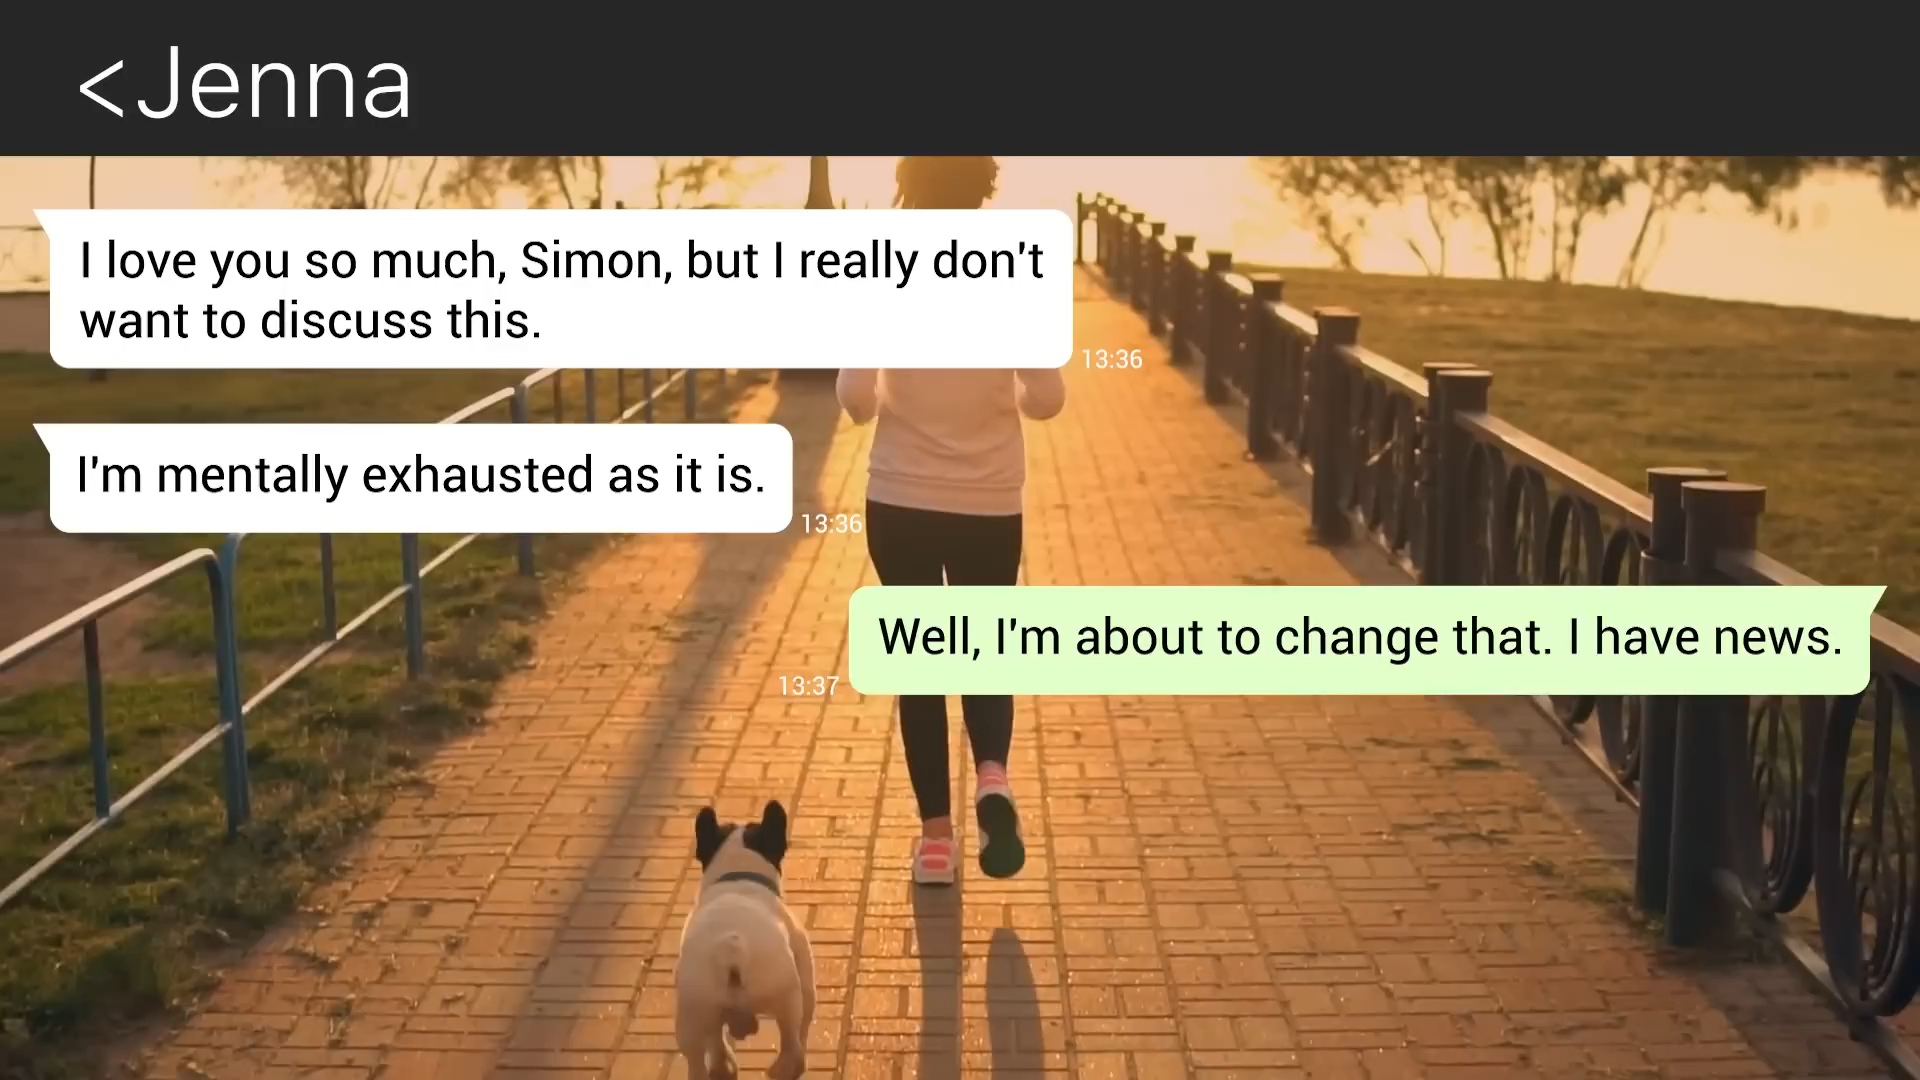 <Jenna
I love you so much, Simon, but I really don't
want to discuss this.
13:36
I'm mentally exhausted as it is.
13:36
Well, I'm about to change that. I have news.
13:37